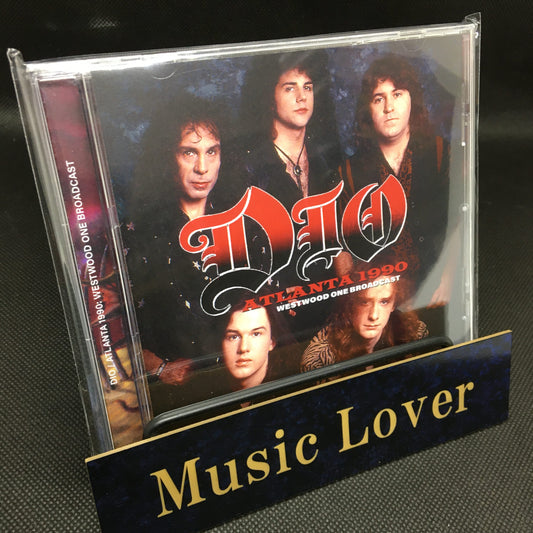 DIO / ATLANTA 1990: WESTWOOD ONE BROADCAST
DIO
ATLANTA 1990
WESTWOOD ONE BROADCAST
Music Lover